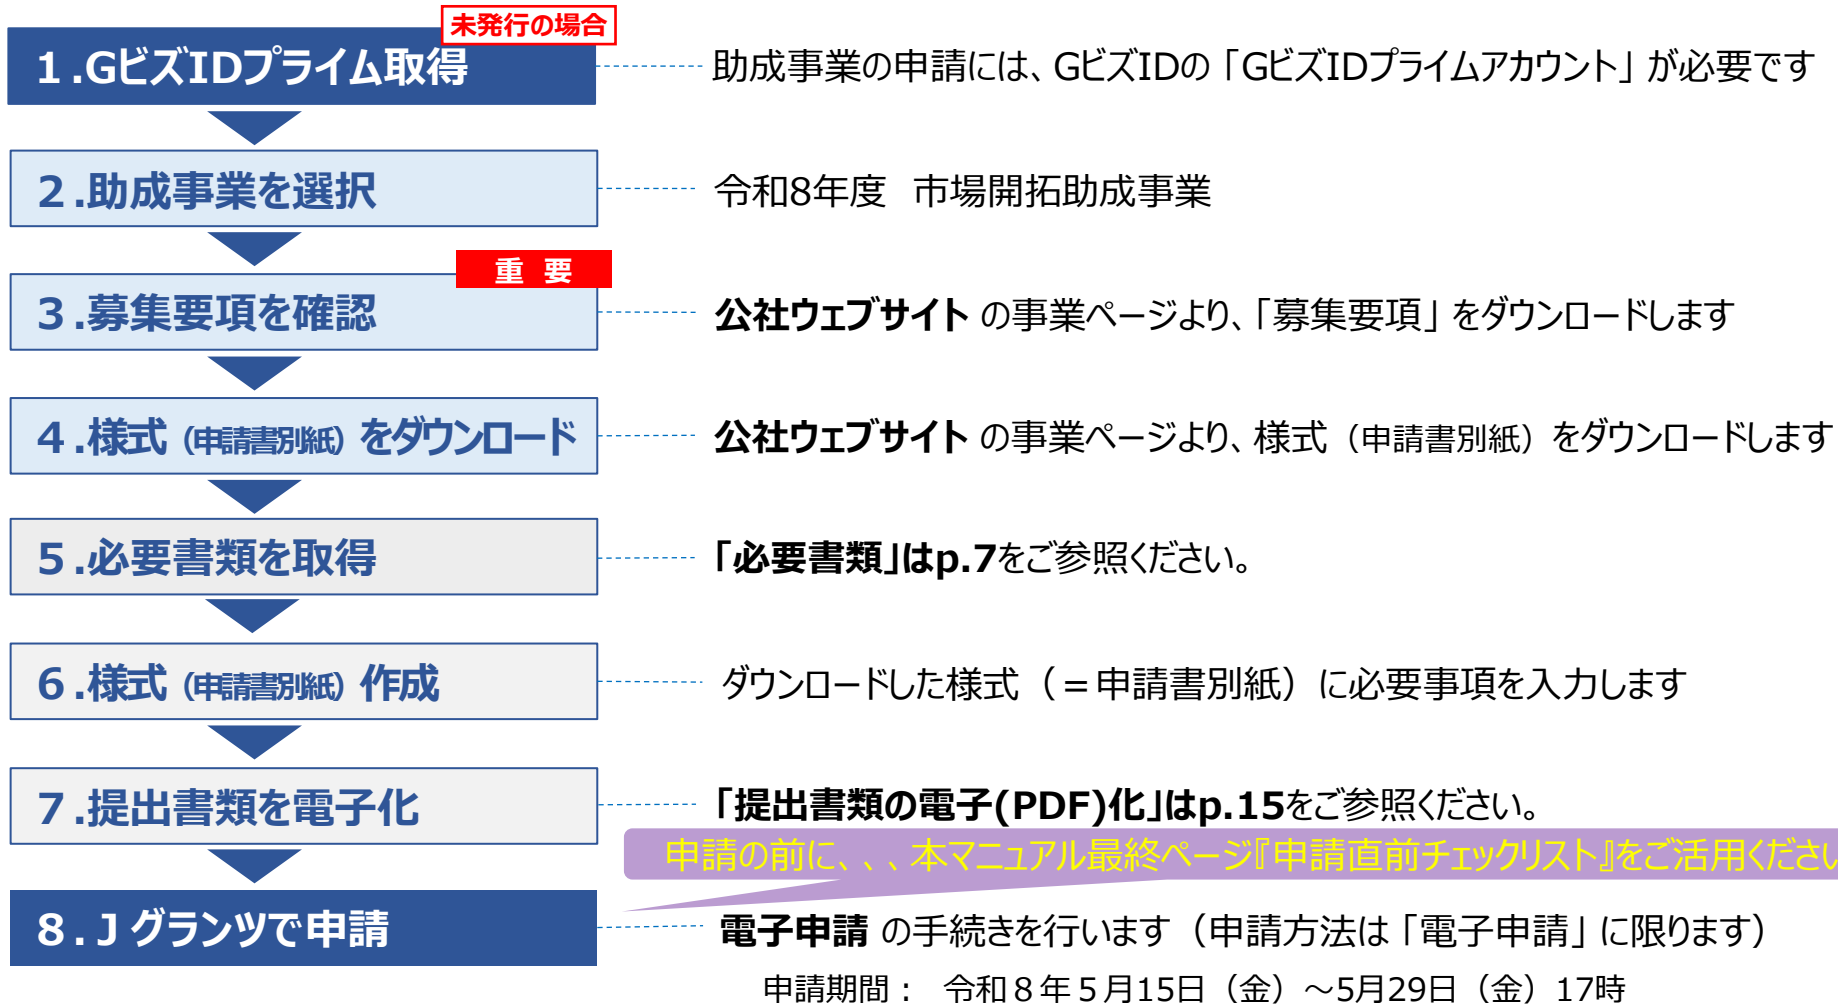 未発行の場合
１.GビズIDプライム取得
助成事業の申請には、GビズIDの「GビズIDプライムアカウント」が必要です
２.助成事業を選択
令和8年度　市場開拓助成事業
重 要
３.募集要項を確認
公社ウェブサイト の事業ページより、「募集要項」をダウンロードします
４.様式（申請書別紙）をダウンロード
公社ウェブサイト の事業ページより、様式（申請書別紙）をダウンロードします
５.必要書類を取得
「必要書類」はp.7をご参照ください。
６.様式（申請書別紙）作成
ダウンロードした様式（＝申請書別紙）に必要事項を入力します
７.提出書類を電子化
「提出書類の電子(PDF)化」はp.15をご参照ください。
申請の前に、、、本マニュアル最終ページ『申請直前チェックリスト』をご活用ください
８.Ｊグランツで申請
電子申請 の手続きを行います（申請方法は「電子申請」に限ります）
申請期間：　令和８年５月15日（金）～5月29日（金）17時